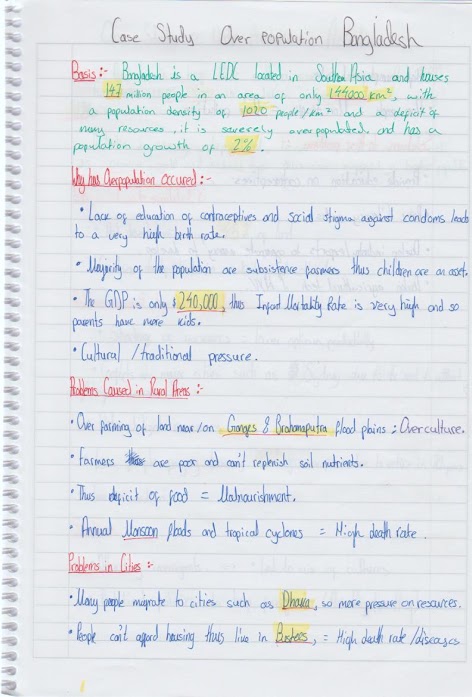 Case Study Over population Bangladesh
Basis :- Bangladesh is a LEDC located in Southern Asia and houses
147 million people in an area of only 144000 km², with
a population density of 1020 people/km² and a deficit of
many resources, it is severely overpopulated and has a
population growth of 2%.
Why has Overpopulation occured :-
• Lack of education of contraceptives and social stigma against condoms leads
to a very high birth rate.
• Majority of the population are subsistence farmers thus children are an asset.
• The GDP is only $240,000, thus Infant Mortality Rate is very high and so
parents have more kids.
• Cultural / traditional pressure.
Problems Caused in Rural Areas :-
• Over farming of land near/on Ganges & Brahamaputra flood plains : Overculture.
• Farmers are poor and can't replenish soil nutrients.
• Thus deficit of food = Malnourishment.
• Annual Monsoon floods and tropical cyclones = High death rate.
Problems in Cities :-
• Many people migrate to cities such as Dhaka, so more pressure on resources.
• People can't afford housing thus live in Bustees, = High death rate / diseases